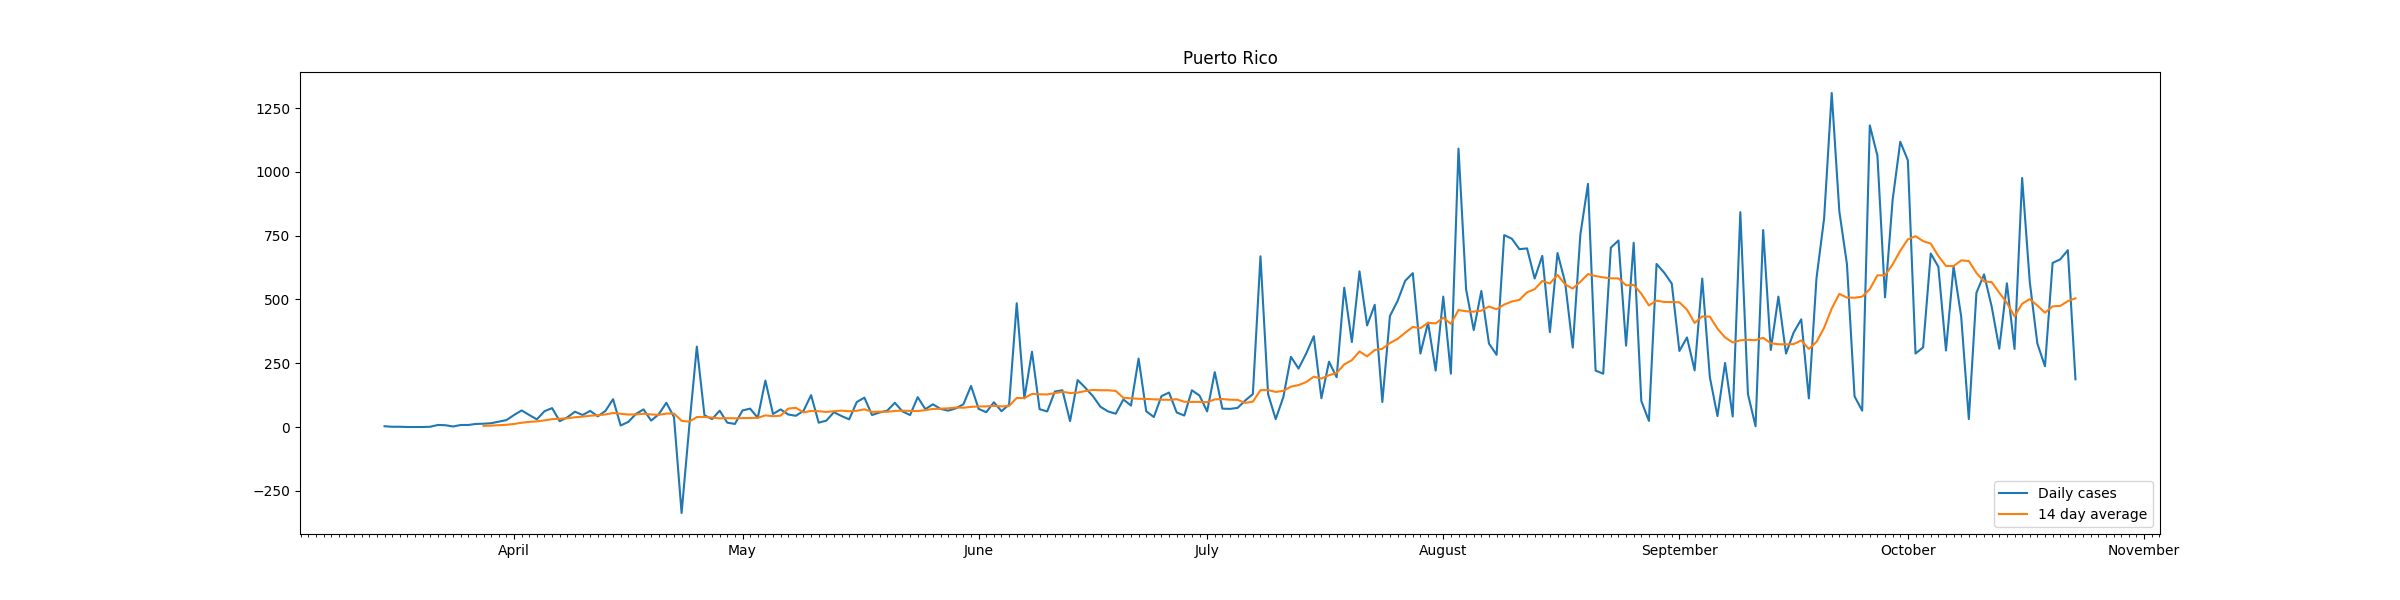 Puerto Rico
1250
1000
750
500
250
0
−250
April May June July August September October November
Daily cases
14 day average